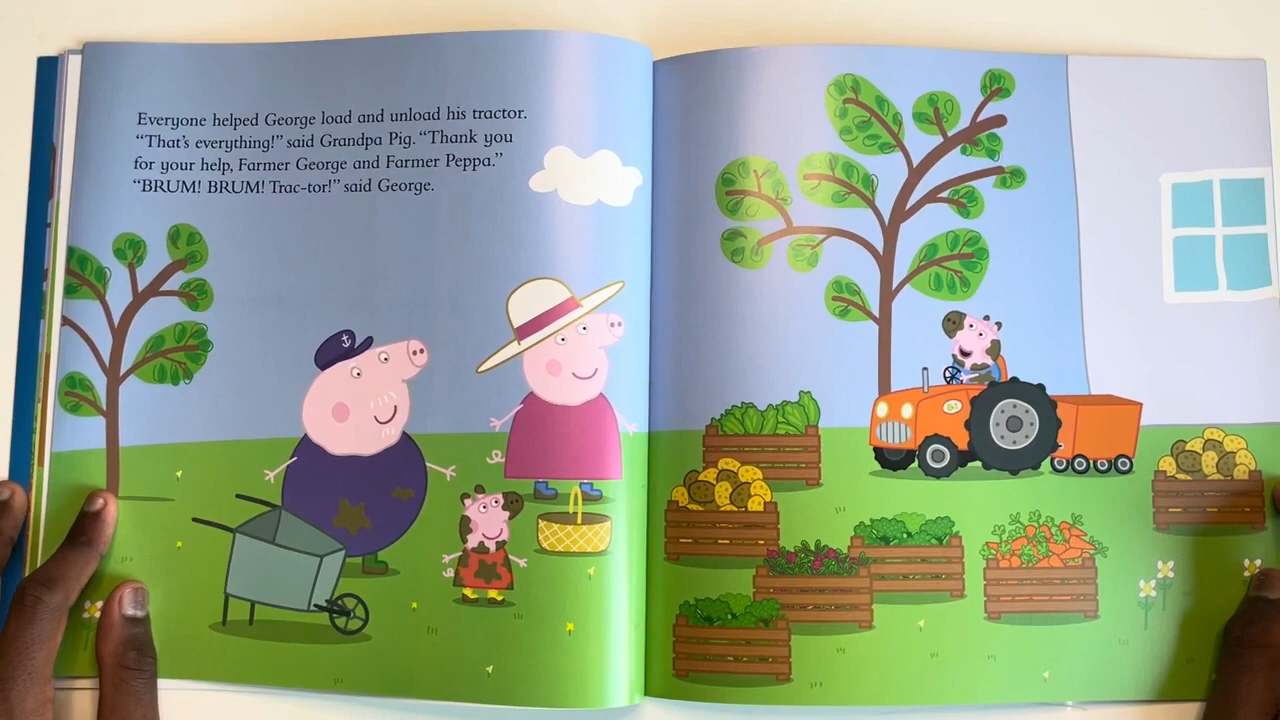 Everyone helped George load and unload his tractor.
“That’s everything!” said Grandpa Pig. “Thank you
for your help, Farmer George and Farmer Peppa.”
“BRUM! BRUM! Trac-tor!” said George.